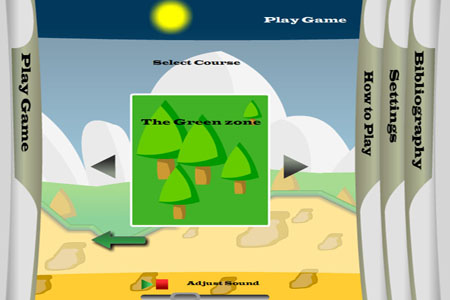 Play Game
Play Game
Select Course
The Green zone
How to Play
Settings
Bibliography
Adjust Sound